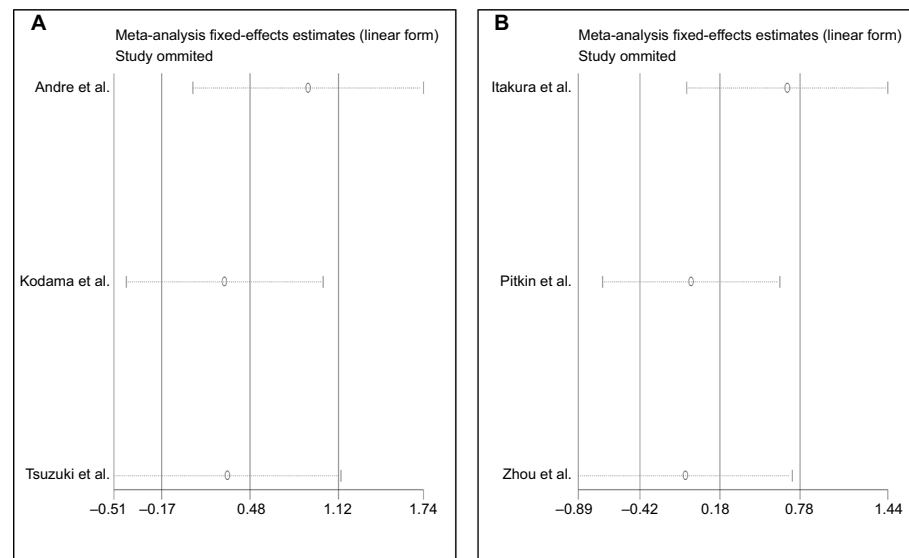 A
Meta-analysis fixed-effects estimates (linear form)
Study ommited
Andre et al.
Kodama et al.
Tsuzuki et al.
–0.51 –0.17 0.48 1.12 1.74
B
Meta-analysis fixed-effects estimates (linear form)
Study ommited
Itakura et al.
Pitkin et al.
Zhou et al.
–0.89 –0.42 0.18 0.78 1.44